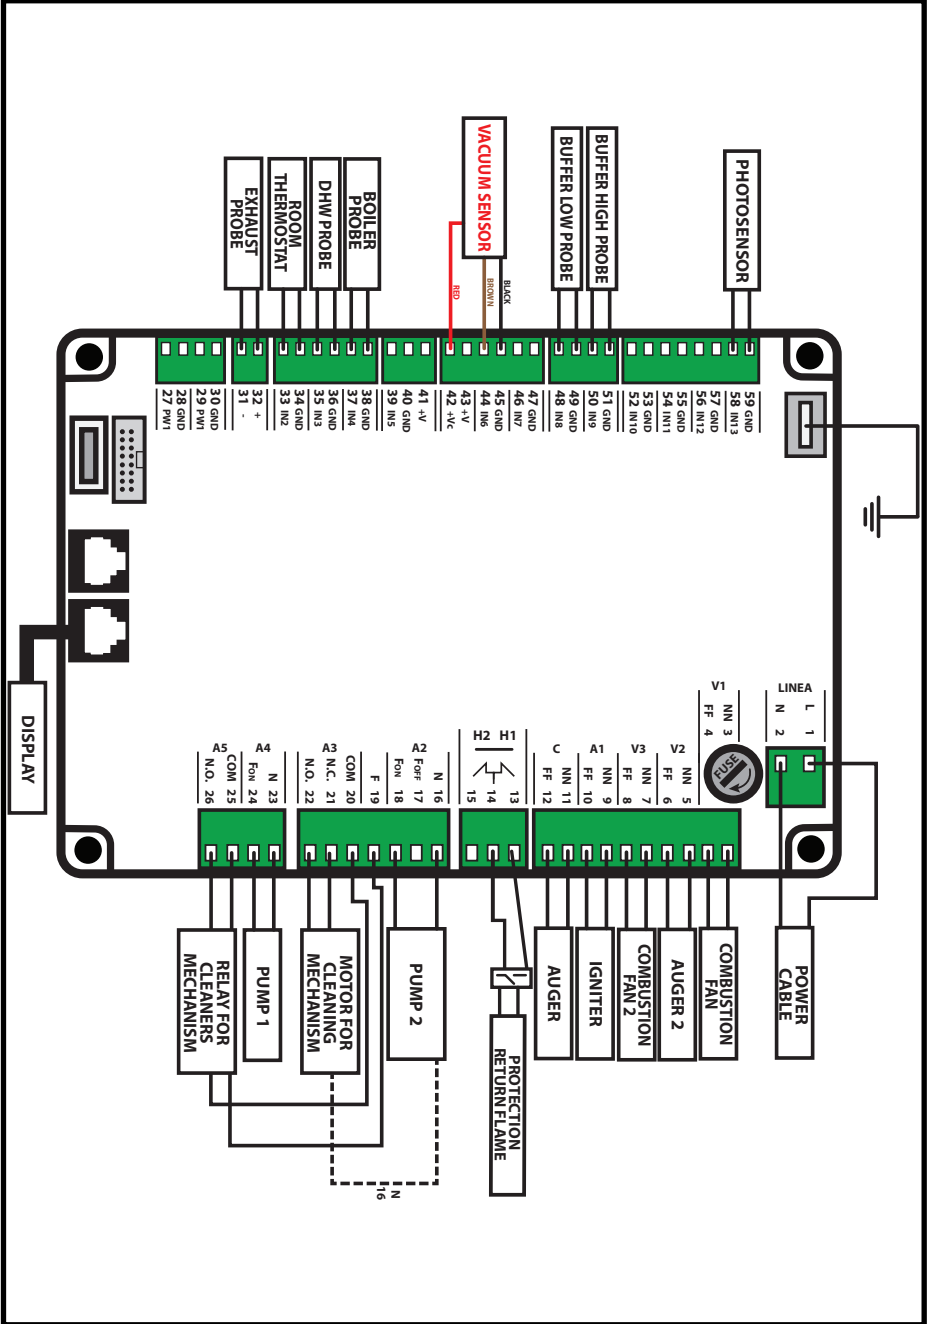 PHOTOSENSOR
BUFFER HIGH PROBE
BUFFER LOW PROBE
VACUUM SENSOR
BLACK
BROWN
RED
BOILER
PROBE
DHW PROBE
ROOM
THERMOSTAT
EXHAUST
PROBE
59 GND
58 IN13
57 GND
56 IN12
55 GND
54 IN11
53 GND
52 IN10
51 GND
50 IN9
49 GND
48 IN8
47 GND
46 IN7
45 GND
44 IN6
43 +V
42 +Vc
41 +V
40 GND
39 IN5
38 GND
37 IN4
36 GND
35 IN3
34 GND
33 IN2
32 +
31 -
30 GND
29 PW1
28 GND
27 PW1
LINEA
L 1
N 2
V1
NN 3
FF 4
FUSE
V2
NN 5
FF 6
V3
NN 7
FF 8
A1
NN 9
FF 10
C
NN 11
FF 12
H2 H1
13
14
15
A2
N 16
FOFF 17
FON 18
F 19
A3
COM 20
N.C. 21
N.O. 22
A4
N 23
FON 24
A5
COM 25
N.O. 26
POWER
CABLE
COMBUSTION
FAN
AUGER 2
COMBUSTION
FAN 2
IGNITER
AUGER
PROTECTION
RETURN FLAME
PUMP 2
MOTOR FOR
CLEANING
MECHANISM
PUMP 1
RELAY FOR
CLEANERS
MECHANISM
N
16
DISPLAY